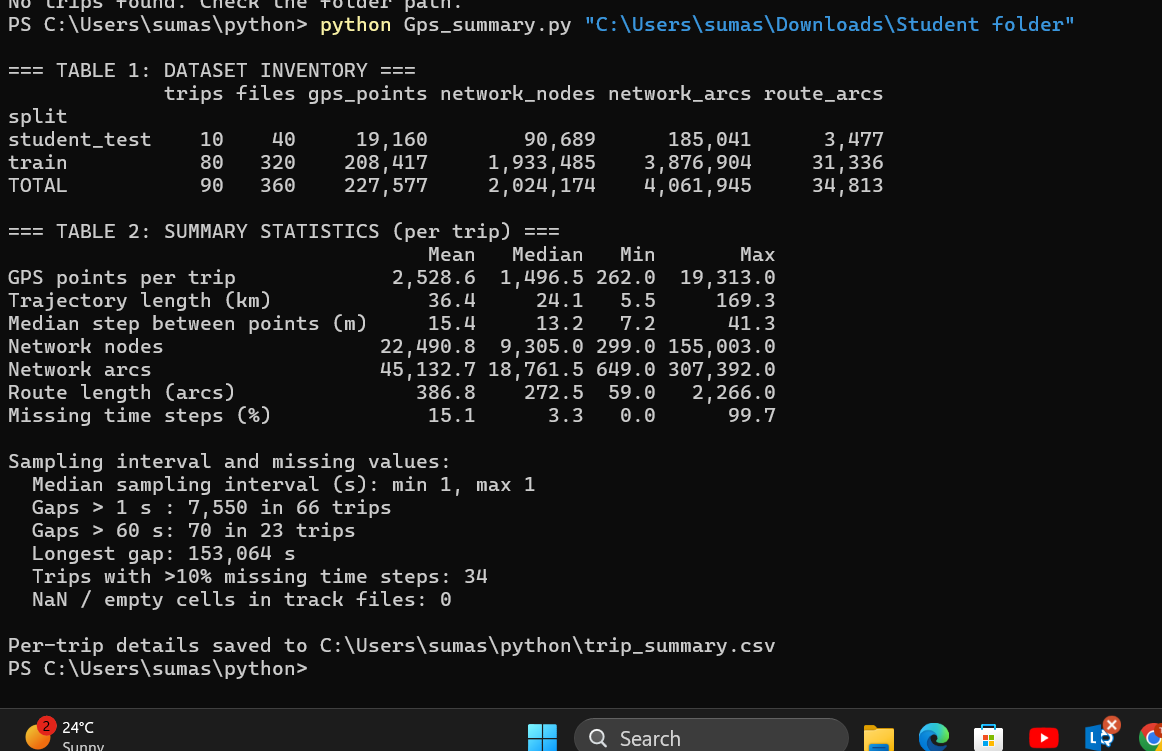 No trips found. Check the folder path.
PS C:\Users\sumas\python> python Gps_summary.py "C:\Users\sumas\Downloads\Student folder"

=== TABLE 1: DATASET INVENTORY ===
             trips files gps_points network_nodes network_arcs route_arcs
split
student_test    10    40     19,160        90,689      185,041      3,477
train           80   320    208,417     1,933,485    3,876,904     31,336
TOTAL           90   360    227,577     2,024,174    4,061,945     34,813

=== TABLE 2: SUMMARY STATISTICS (per trip) ===
                                   Mean   Median   Min       Max
GPS points per trip             2,528.6  1,496.5 262.0  19,313.0
Trajectory length (km)             36.4     24.1   5.5     169.3
Median step between points (m)     15.4     13.2   7.2      41.3
Network nodes                  22,490.8  9,305.0 299.0 155,003.0
Network arcs                   45,132.7 18,761.5 649.0 307,392.0
Route length (arcs)               386.8    272.5  59.0   2,266.0
Missing time steps (%)             15.1      3.3   0.0      99.7

Sampling interval and missing values:
  Median sampling interval (s): min 1, max 1
  Gaps > 1 s : 7,550 in 66 trips
  Gaps > 60 s: 70 in 23 trips
  Longest gap: 153,064 s
  Trips with >10% missing time steps: 34
  NaN / empty cells in track files: 0

Per-trip details saved to C:\Users\sumas\python\trip_summary.csv
PS C:\Users\sumas\python>
2
24°C
Sunny
Search